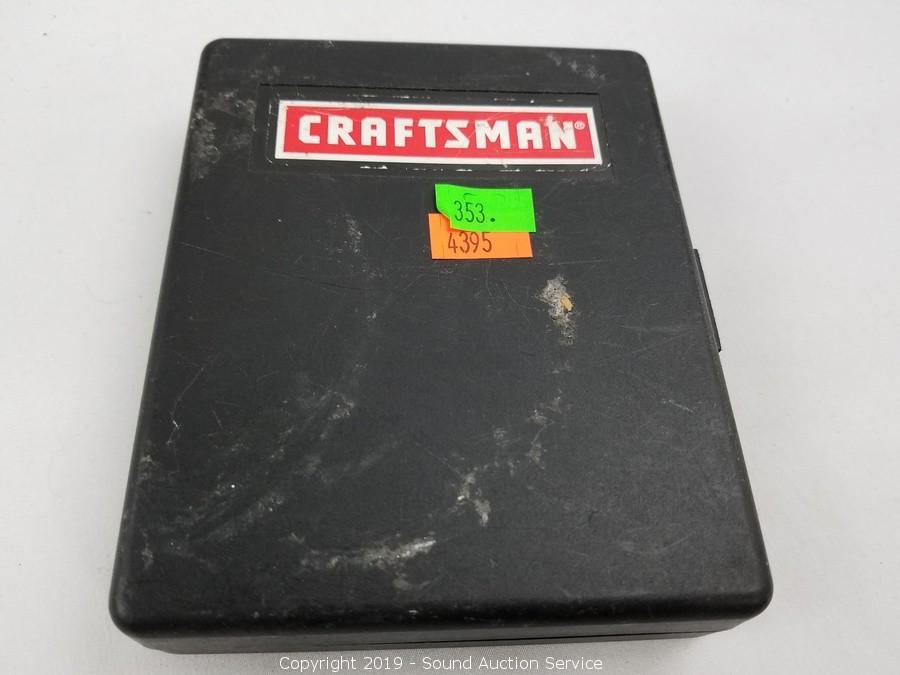 CRAFTSMAN®
353.
4395
Copyright 2019 - Sound Auction Service